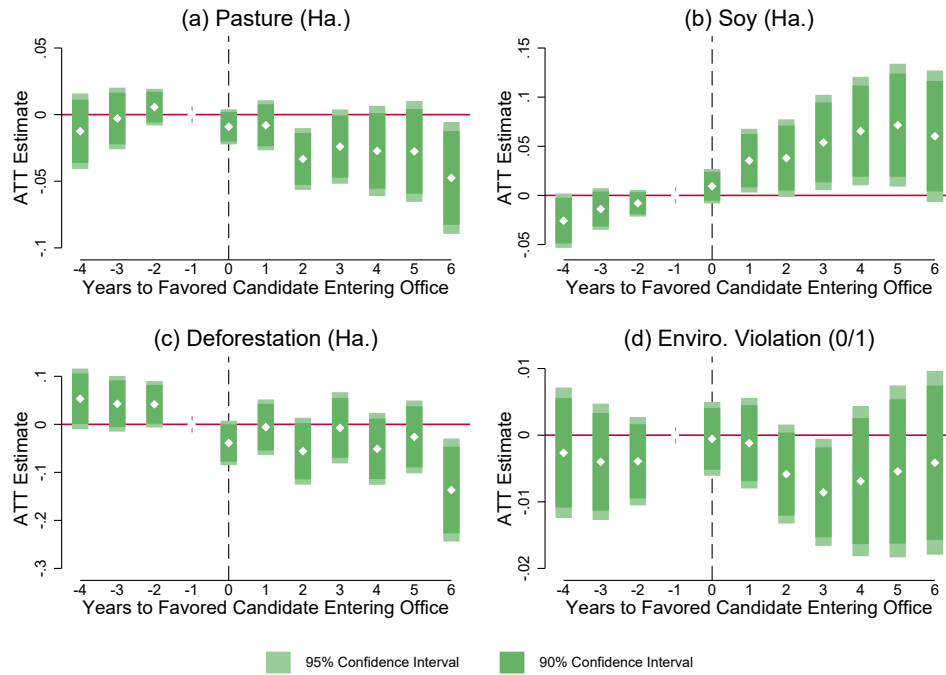 (a) Pasture (Ha.)
ATT Estimate
.05
0
-.05
-.1
-4 -3 -2 -1 0 1 2 3 4 5 6
Years to Favored Candidate Entering Office
(b) Soy (Ha.)
ATT Estimate
.15
.1
.05
0
-.05
-4 -3 -2 -1 0 1 2 3 4 5 6
Years to Favored Candidate Entering Office
(c) Deforestation (Ha.)
ATT Estimate
.1
0
-.1
-.2
-.3
-4 -3 -2 -1 0 1 2 3 4 5 6
Years to Favored Candidate Entering Office
(d) Enviro. Violation (0/1)
ATT Estimate
.01
0
-.01
-.02
-4 -3 -2 -1 0 1 2 3 4 5 6
Years to Favored Candidate Entering Office
95% Confidence Interval
90% Confidence Interval